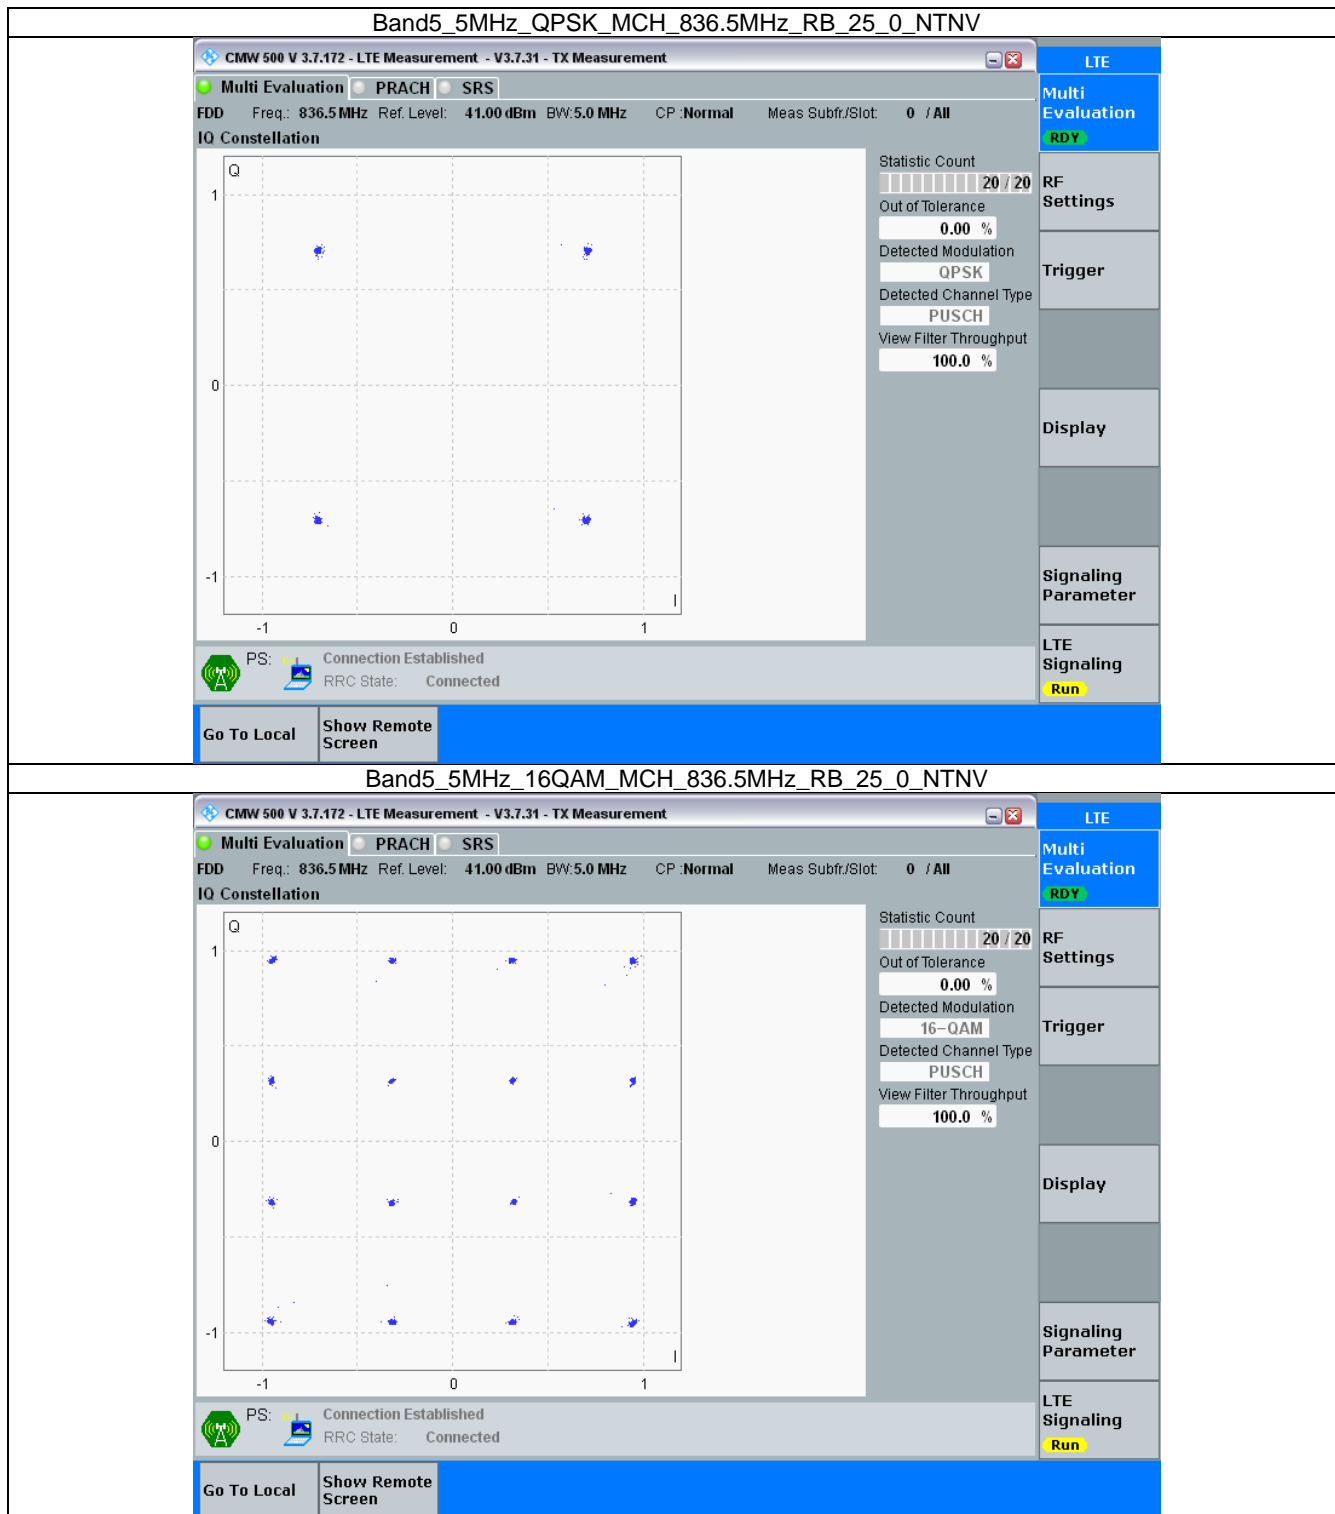 Band5_5MHz_QPSK_MCH_836.5MHz_RB_25_0_NTNV
CMW 500 V 3.7.172 - LTE Measurement - V3.7.31 - TX Measurement
LTE
Multi Evaluation PRACH SRS
Multi
Evaluation
RDY
FDD Freq.: 836.5 MHz Ref. Level: 41.00 dBm BW: 5.0 MHz CP : Normal Meas Subfr./Slot: 0 / All
IQ Constellation
Q
1
0
-1
I
-1 0 1
Statistic Count
20 / 20
Out of Tolerance
0.00 %
Detected Modulation
QPSK
Detected Channel Type
PUSCH
View Filter Throughput
100.0 %
RF
Settings
Trigger
Display
Signaling
Parameter
LTE
Signaling
Run
PS: Connection Established
RRC State: Connected
Go To Local
Show Remote
Screen
Band5_5MHz_16QAM_MCH_836.5MHz_RB_25_0_NTNV
CMW 500 V 3.7.172 - LTE Measurement - V3.7.31 - TX Measurement
LTE
Multi Evaluation PRACH SRS
Multi
Evaluation
RDY
FDD Freq.: 836.5 MHz Ref. Level: 41.00 dBm BW: 5.0 MHz CP : Normal Meas Subfr./Slot: 0 / All
IQ Constellation
Q
1
0
-1
I
-1 0 1
Statistic Count
20 / 20
Out of Tolerance
0.00 %
Detected Modulation
16-QAM
Detected Channel Type
PUSCH
View Filter Throughput
100.0 %
RF
Settings
Trigger
Display
Signaling
Parameter
LTE
Signaling
Run
PS: Connection Established
RRC State: Connected
Go To Local
Show Remote
Screen